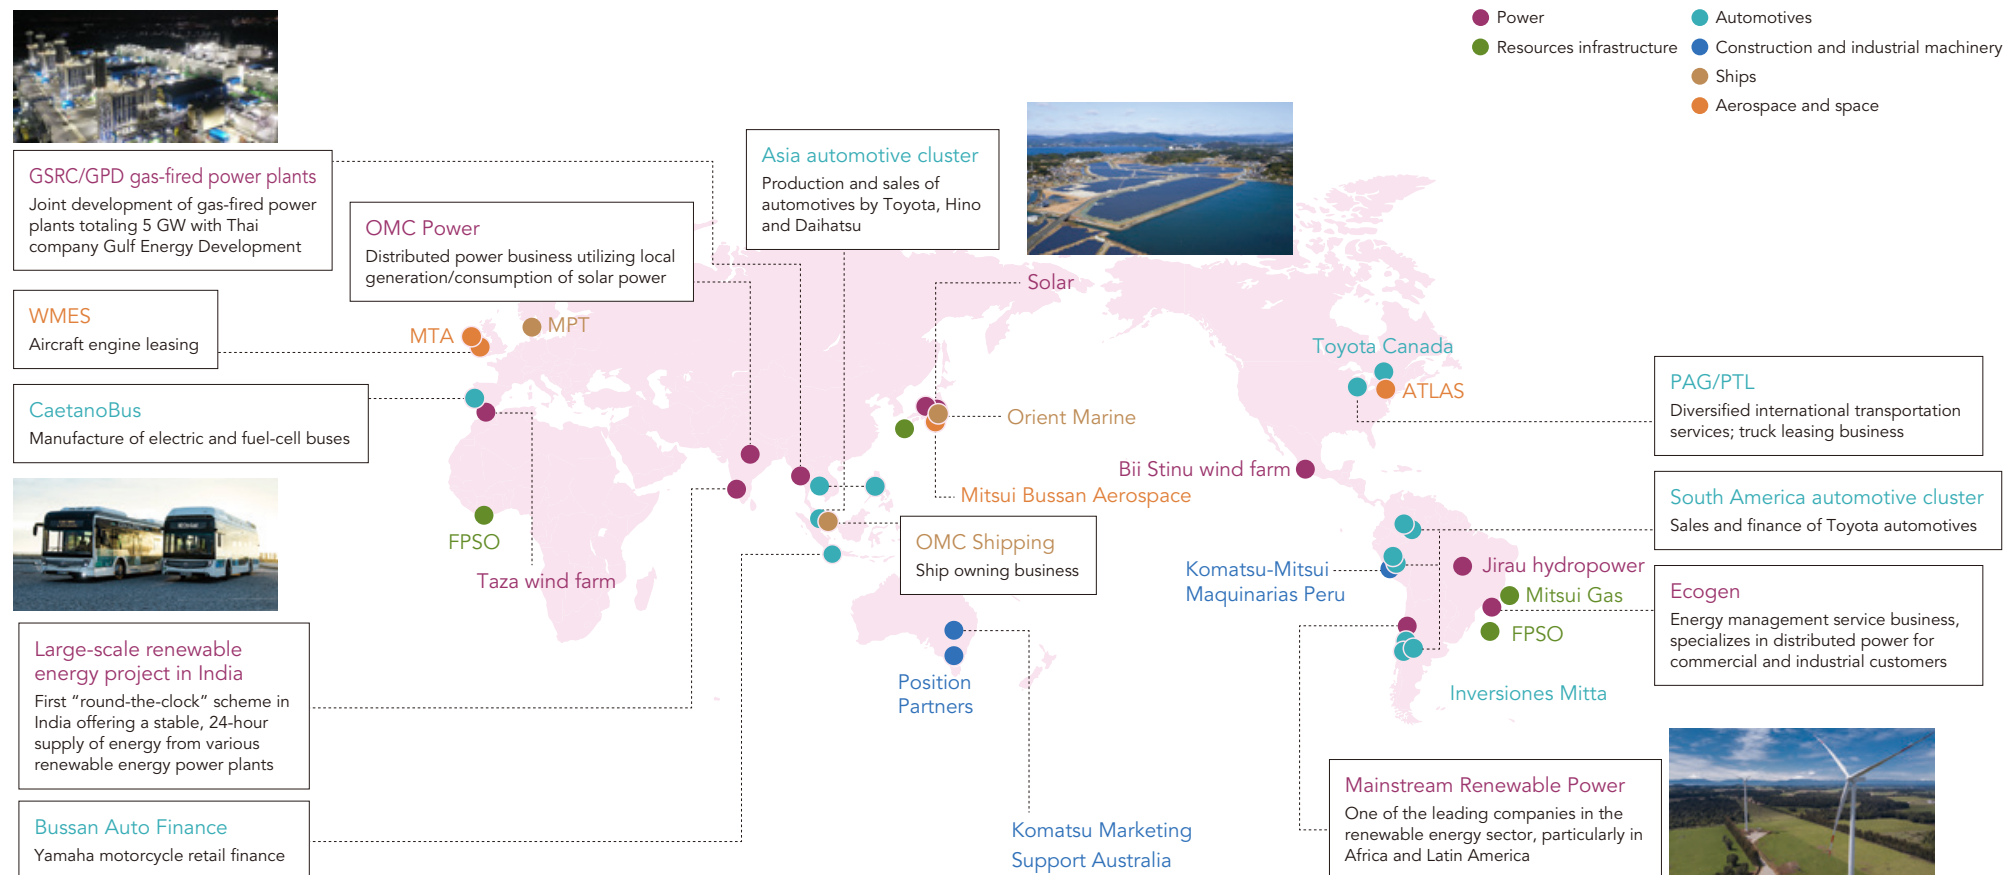 Power
Resources infrastructure
Automotives
Construction and industrial machinery
Ships
Aerospace and space
GSRC/GPD gas-fired power plants
Joint development of gas-fired power
plants totaling 5 GW with Thai
company Gulf Energy Development
OMC Power
Distributed power business utilizing local
generation/consumption of solar power
Asia automotive cluster
Production and sales of
automotives by Toyota, Hino
and Daihatsu
Solar
WMES
Aircraft engine leasing
MTA
MPT
Toyota Canada
ATLAS
PAG/PTL
Diversified international transportation
services; truck leasing business
CaetanoBus
Manufacture of electric and fuel-cell buses
Orient Marine
Bii Stinu wind farm
Mitsui Bussan Aerospace
South America automotive cluster
Sales and finance of Toyota automotives
FPSO
Taza wind farm
OMC Shipping
Ship owning business
Komatsu-Mitsui
Maquinarias Peru
Jirau hydropower
Mitsui Gas
FPSO
Ecogen
Energy management service business,
specializes in distributed power for
commercial and industrial customers
Large-scale renewable
energy project in India
First “round-the-clock” scheme in
India offering a stable, 24-hour
supply of energy from various
renewable energy power plants
Position
Partners
Inversiones Mitta
Bussan Auto Finance
Yamaha motorcycle retail finance
Komatsu Marketing
Support Australia
Mainstream Renewable Power
One of the leading companies in the
renewable energy sector, particularly in
Africa and Latin America